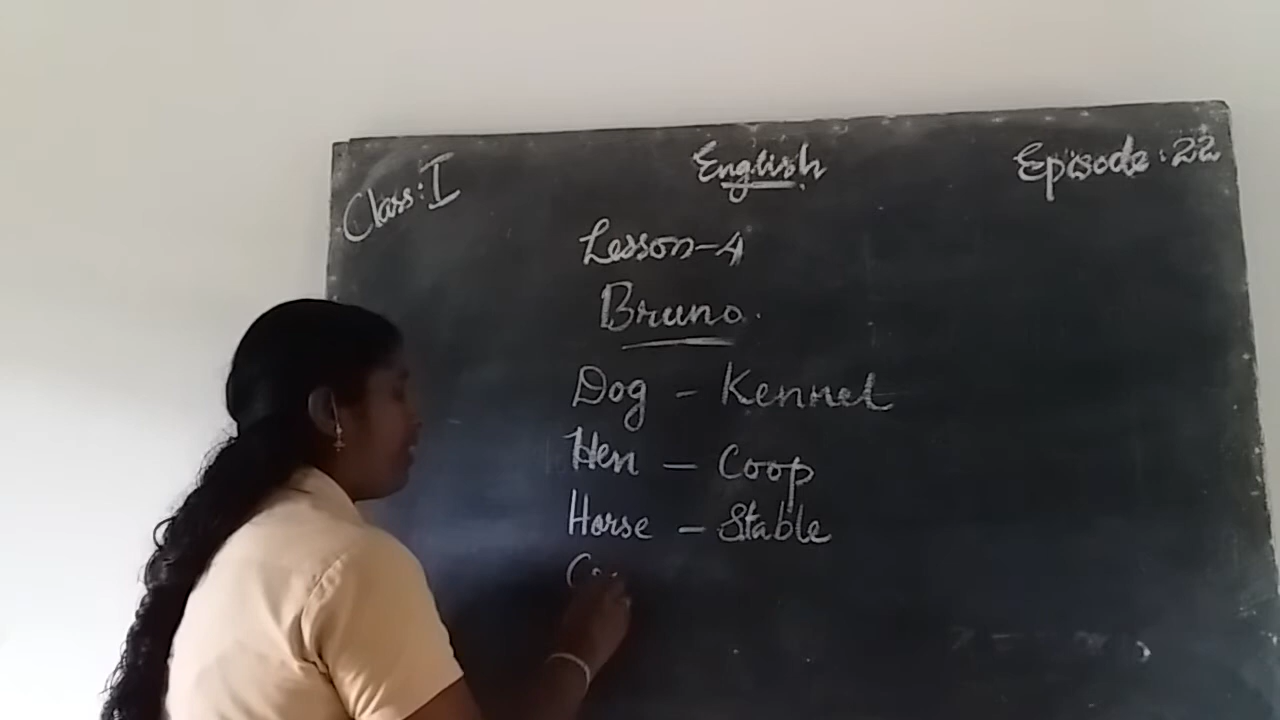 Class: I English Episode: 22
Lesson-4
Bruno.
Dog - Kennel
Hen - Coop
Horse - Stable